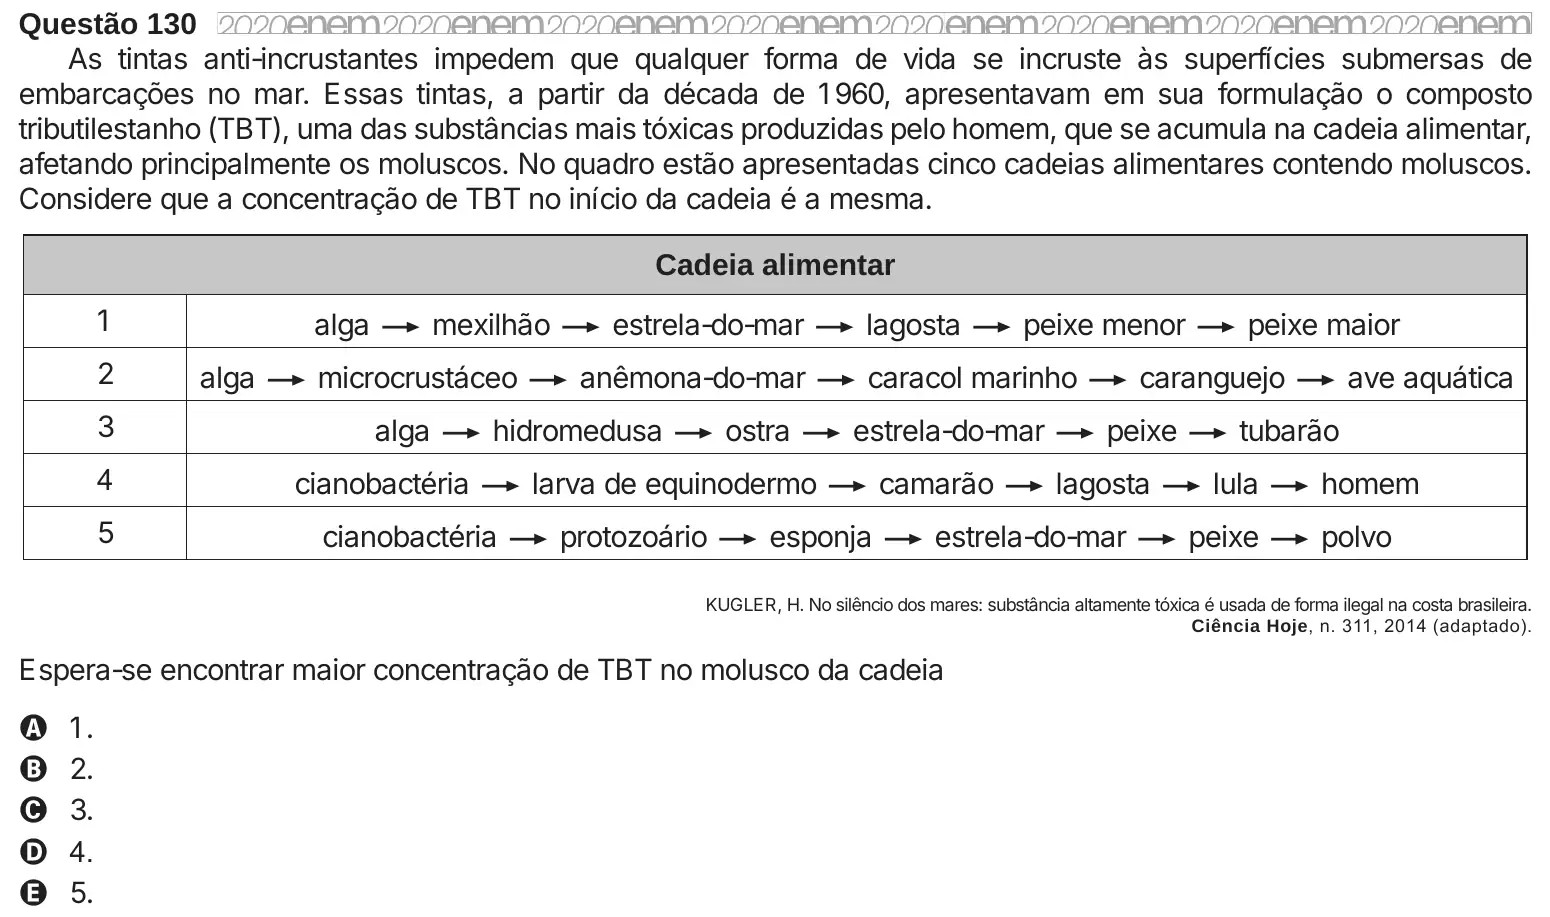 Questão 130 2020enem2020enem2020enem2020enem2020enem2020enem2020enem2020enem
As tintas anti-incrustantes impedem que qualquer forma de vida se incruste às superfícies submersas de
embarcações no mar. Essas tintas, a partir da década de 1960, apresentavam em sua formulação o composto
tributilestanho (TBT), uma das substâncias mais tóxicas produzidas pelo homem, que se acumula na cadeia alimentar,
afetando principalmente os moluscos. No quadro estão apresentadas cinco cadeias alimentares contendo moluscos.
Considere que a concentração de TBT no início da cadeia é a mesma.
Cadeia alimentar
1 alga → mexilhão → estrela-do-mar → lagosta → peixe menor → peixe maior
2 alga → microcrustáceo → anêmona-do-mar → caracol marinho → caranguejo → ave aquática
3 alga → hidromedusa → ostra → estrela-do-mar → peixe → tubarão
4 cianobactéria → larva de equinodermo → camarão → lagosta → lula → homem
5 cianobactéria → protozoário → esponja → estrela-do-mar → peixe → polvo
KUGLER, H. No silêncio dos mares: substância altamente tóxica é usada de forma ilegal na costa brasileira.
Ciência Hoje, n. 311, 2014 (adaptado).
Espera-se encontrar maior concentração de TBT no molusco da cadeia
A 1.
B 2.
C 3.
D 4.
E 5.